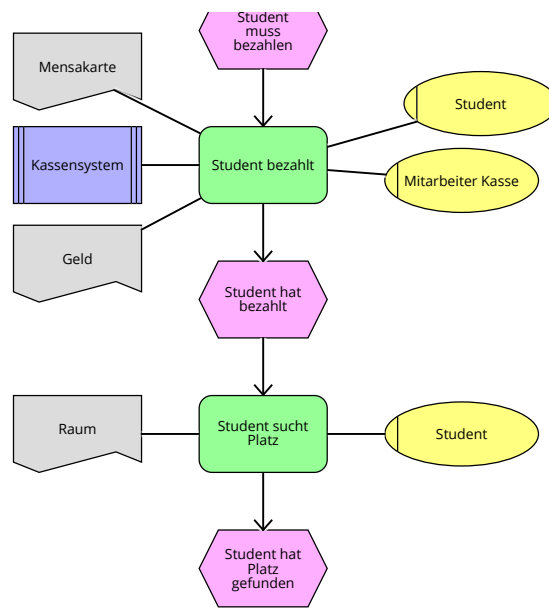 Student
muss
bezahlen
Mensakarte
Student
Kassensystem
Student bezahlt
Mitarbeiter Kasse
Geld
Student hat
bezahlt
Raum
Student sucht
Platz
Student
Student hat
Platz
gefunden